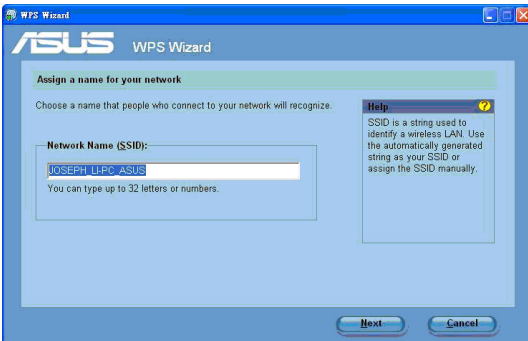 WPS Wizard
ASUS WPS Wizard
Assign a name for your network
Choose a name that people who connect to your network will recognize.
Network Name (SSID):
JOSEPH_LI-PC_ASUS
You can type up to 32 letters or numbers.
Help
SSID is a string used to
identify a wireless LAN. Use
the automatically generated
string as your SSID or
assign the SSID manually.
Next
Cancel